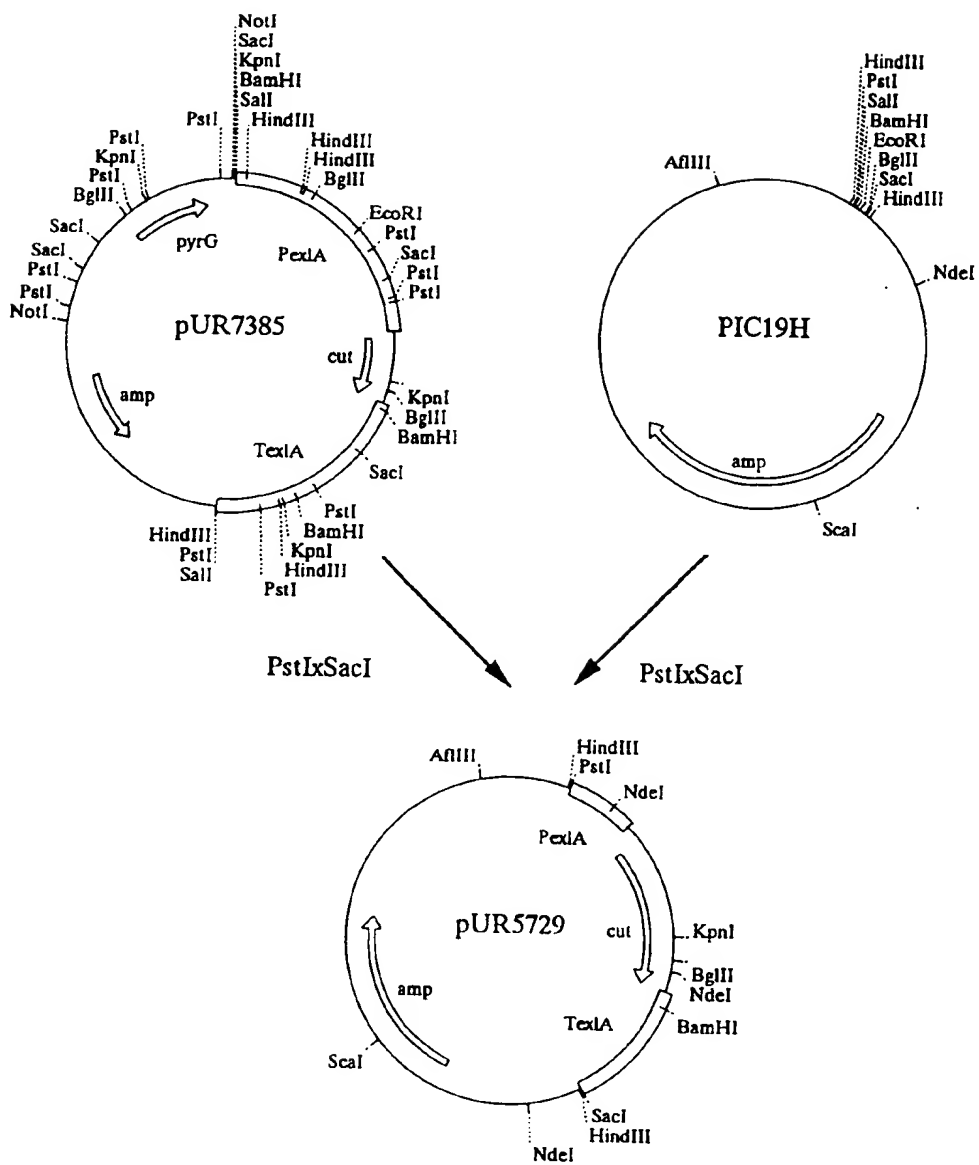 NotI
SacI
KpnI
BamHI
SalI
PstI
HindIII
HindIII
HindIII
BglII
EcoRI
PstI
SacI
PstI
PstI
PstI
KpnI
PstI
BglII
SacI
SacI
PstI
PstI
NotI
pyrG
PexlA
pUR7385
cut
amp
TexlA
KpnI
BglII
BamHI
SacI
PstI
BamHI
KpnI
HindIII
PstI
HindIII
PstI
SalI
HindIII
PstI
SalI
BamHI
EcoRI
BglII
SacI
HindIII
AflIII
NdeI
PIC19H
amp
ScaI
PstIxSacI
PstIxSacI
AflIII
HindIII
PstI
NdeI
PexlA
pUR5729
cut
KpnI
BglII
NdeI
BamHI
amp
TexlA
ScaI
SacI
HindIII
NdeI